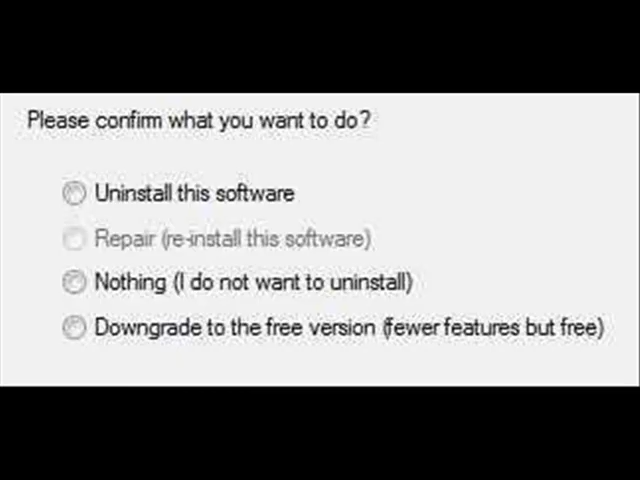 Please confirm what you want to do?
Uninstall this software
Repair (re-install this software)
Nothing (I do not want to uninstall)
Downgrade to the free version (fewer features but free)